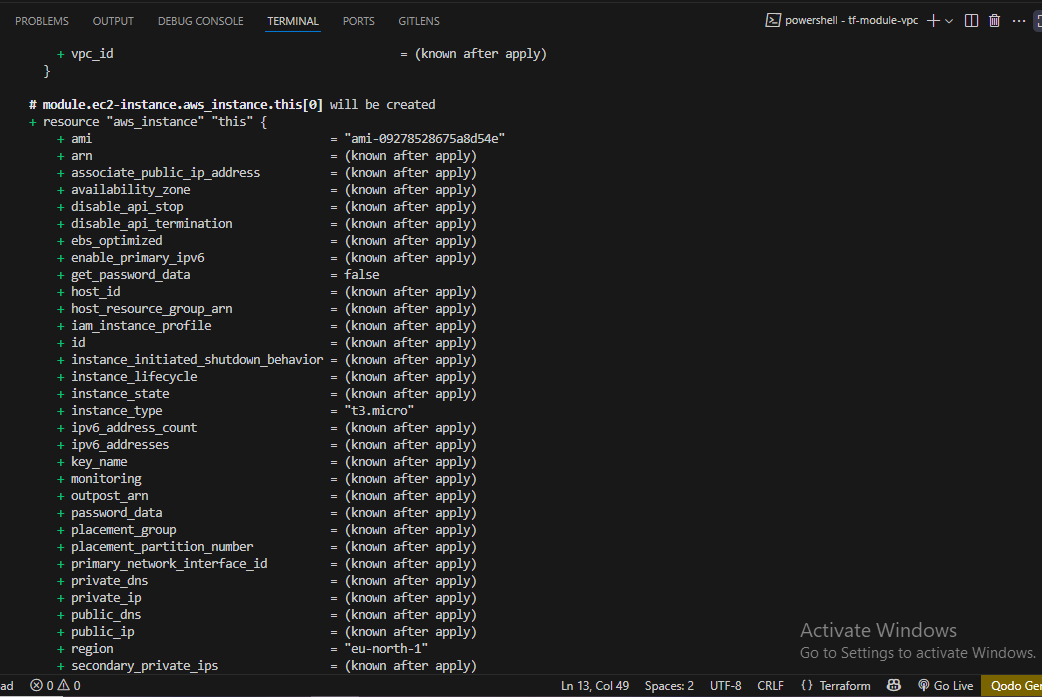 PROBLEMS OUTPUT DEBUG CONSOLE TERMINAL PORTS GITLENS powershell - tf-module-vpc
+ vpc_id = (known after apply)
}
# module.ec2-instance.aws_instance.this[0] will be created
+ resource "aws_instance" "this" {
+ ami = "ami-09278528675a8d54e"
+ arn = (known after apply)
+ associate_public_ip_address = (known after apply)
+ availability_zone = (known after apply)
+ disable_api_stop = (known after apply)
+ disable_api_termination = (known after apply)
+ ebs_optimized = (known after apply)
+ enable_primary_ipv6 = (known after apply)
+ get_password_data = false
+ host_id = (known after apply)
+ host_resource_group_arn = (known after apply)
+ iam_instance_profile = (known after apply)
+ id = (known after apply)
+ instance_initiated_shutdown_behavior = (known after apply)
+ instance_lifecycle = (known after apply)
+ instance_state = (known after apply)
+ instance_type = "t3.micro"
+ ipv6_address_count = (known after apply)
+ ipv6_addresses = (known after apply)
+ key_name = (known after apply)
+ monitoring = (known after apply)
+ outpost_arn = (known after apply)
+ password_data = (known after apply)
+ placement_group = (known after apply)
+ placement_partition_number = (known after apply)
+ primary_network_interface_id = (known after apply)
+ private_dns = (known after apply)
+ private_ip = (known after apply)
+ public_dns = (known after apply)
+ public_ip = (known after apply)
+ region = "eu-north-1"
+ secondary_private_ips = (known after apply)
Activate Windows
Go to Settings to activate Windows.
ad 0 0 Ln 13, Col 49 Spaces: 2 UTF-8 CRLF {} Terraform Go Live Qodo Ger